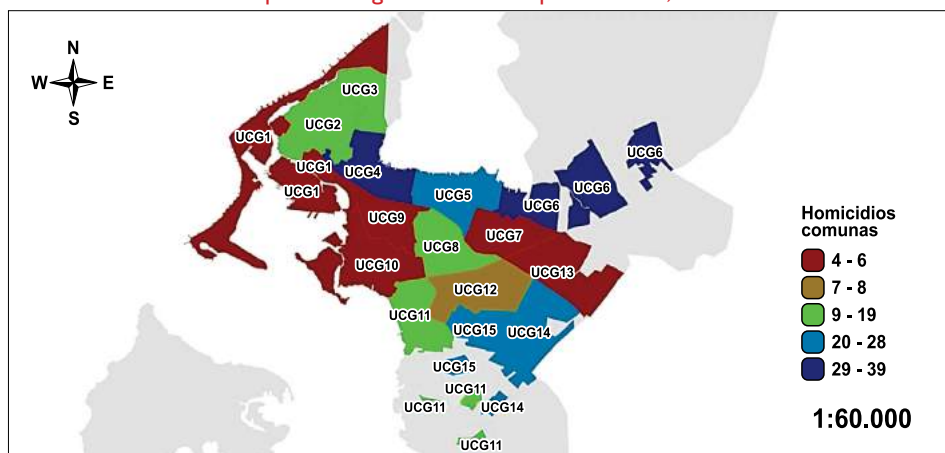 N
W E
S
UCG3
UCG2
UCG1
UCG6
UCG1
UCG4
UCG6
UCG1
UCG5
UCG6
UCG9
UCG7
UCG8
UCG10
UCG13
UCG12
UCG11
UCG15
UCG14
UCG15
UCG11
UCG11
UCG14
UCG11
Homicidios
comunas
4 - 6
7 - 8
9 - 19
20 - 28
29 - 39
1:60.000